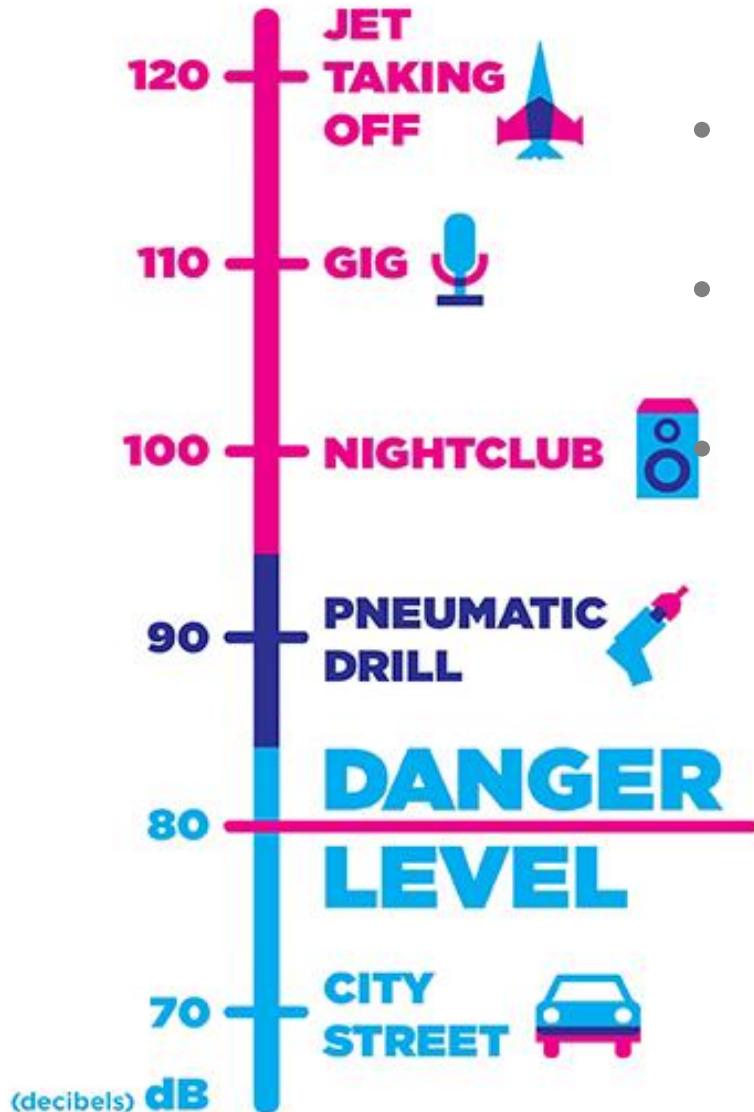 JET
120 TAKING
OFF
110 GIG
100 NIGHTCLUB
PNEUMATIC
90
DRILL
DANGER
80
LEVEL
CITY
70
STREET
(decibels) dB